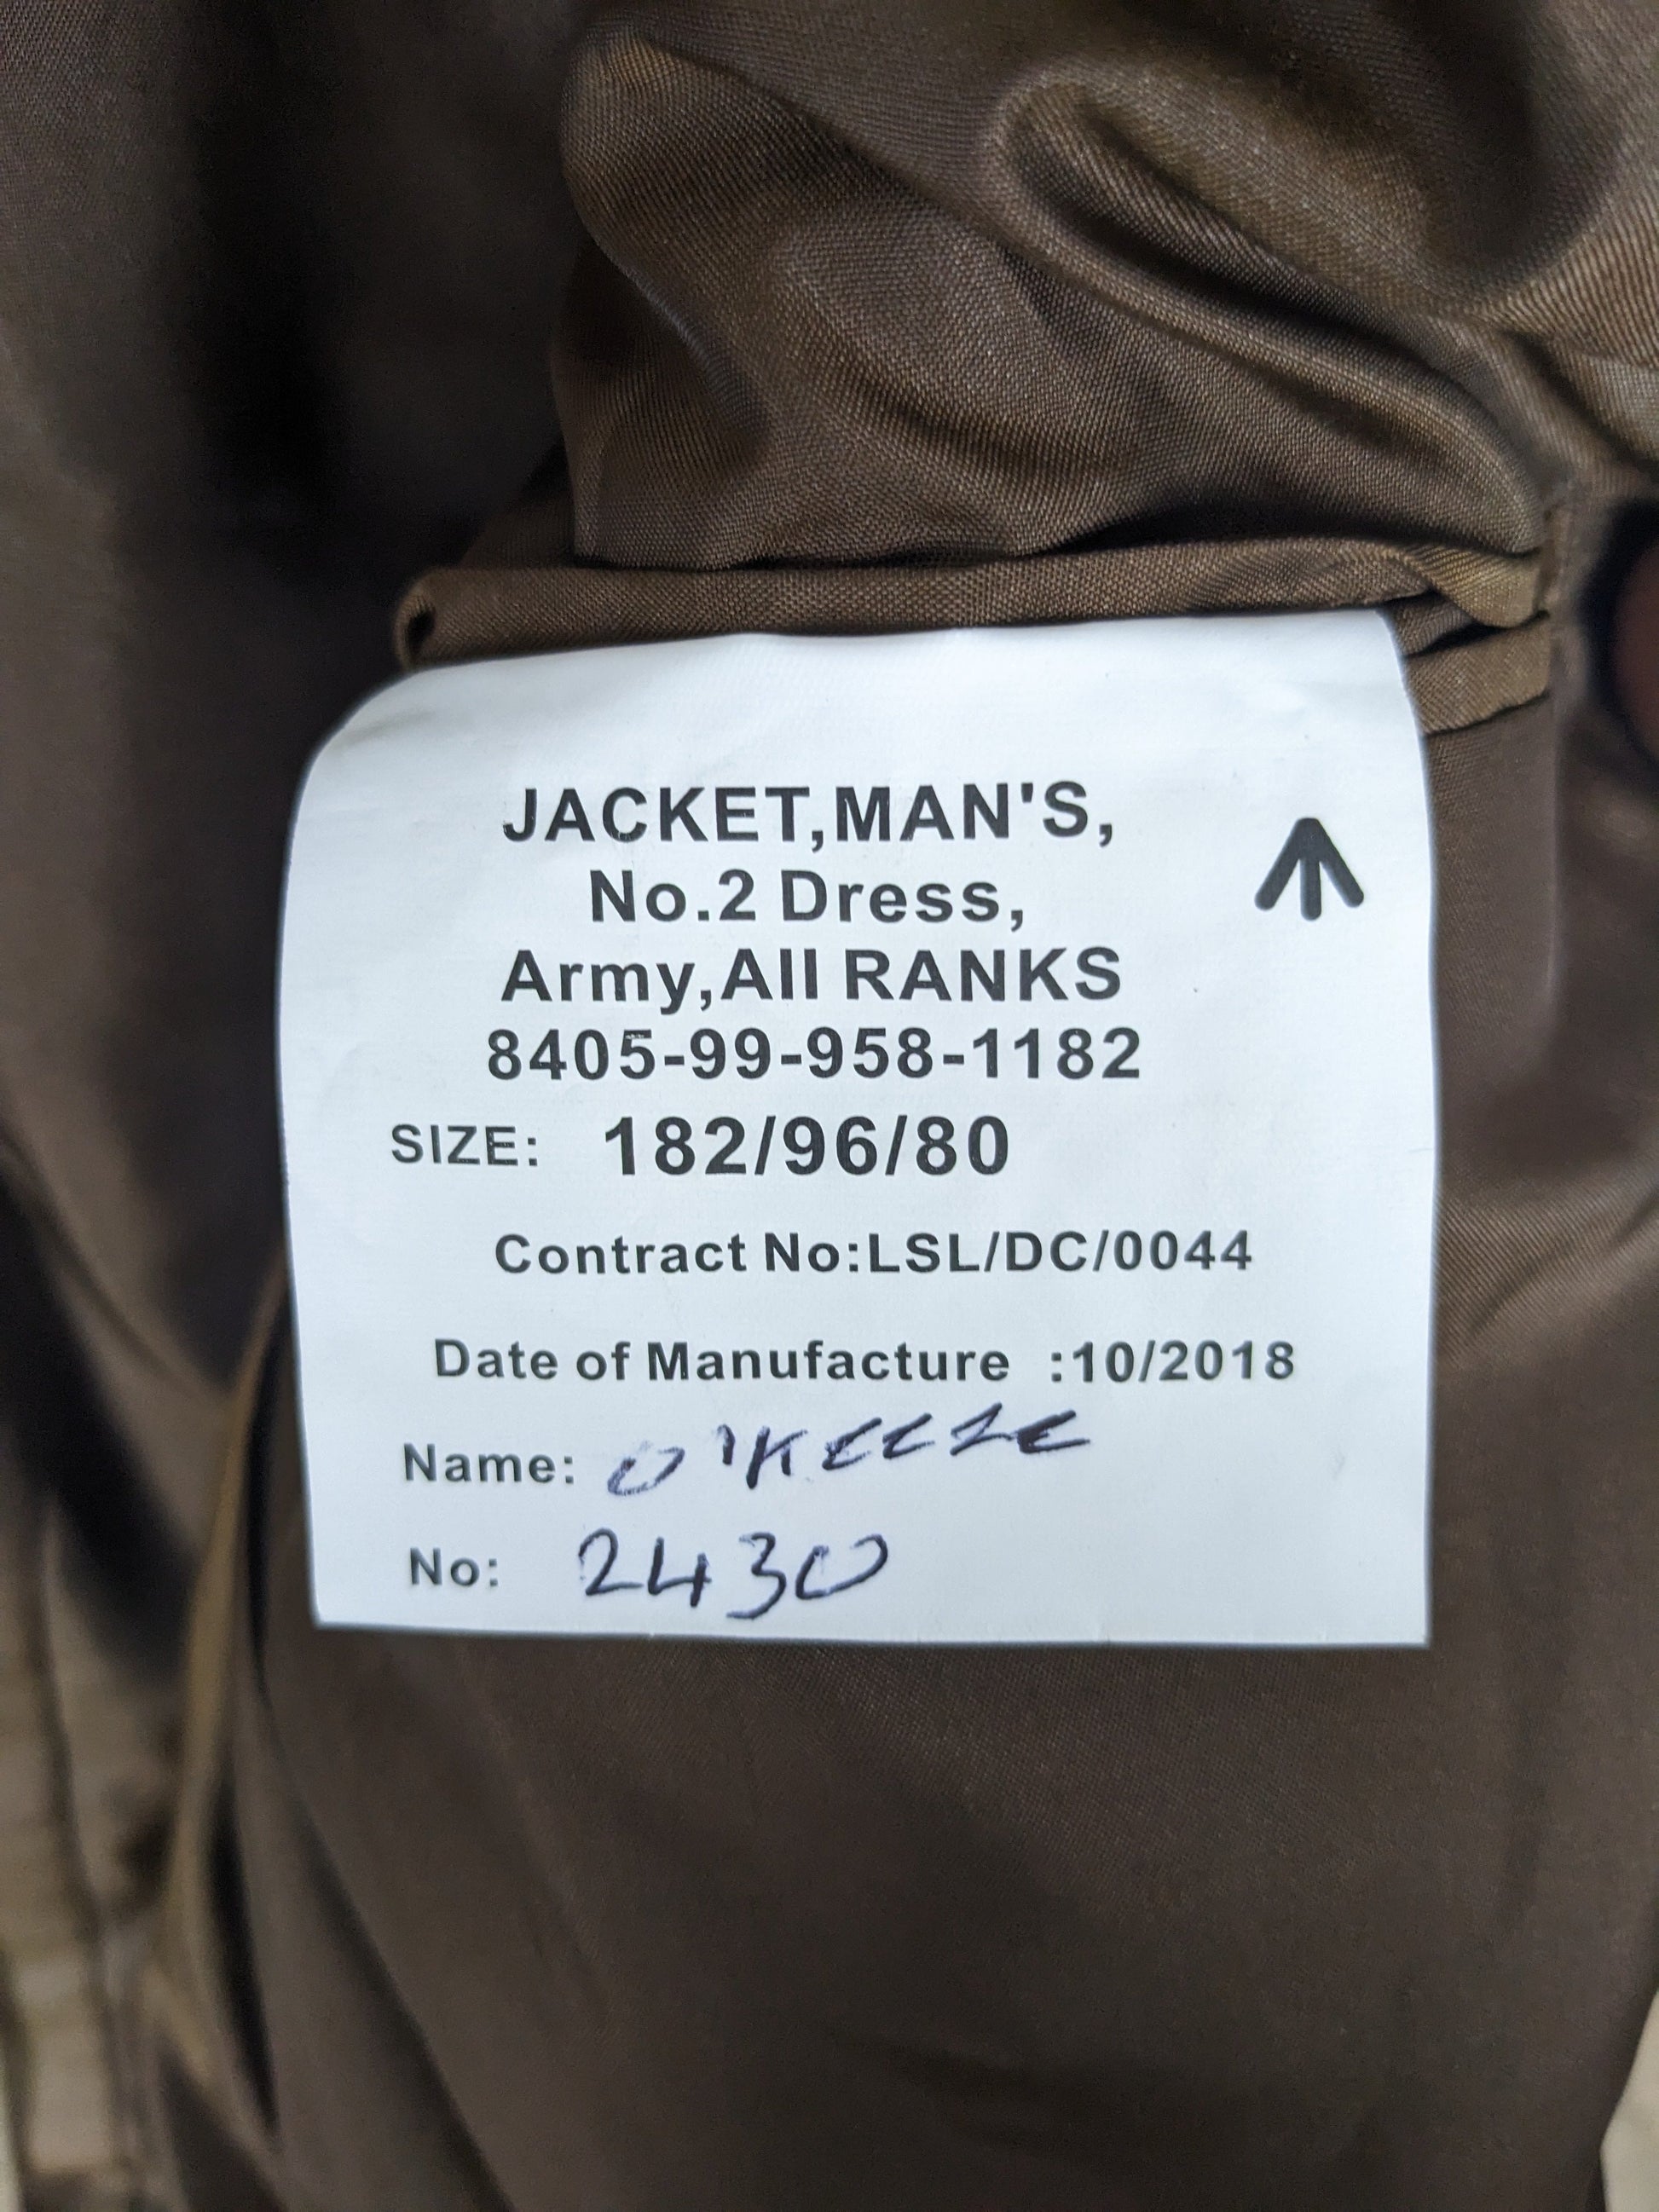 JACKET,MAN'S,
No.2 Dress,
Army,All RANKS
8405-99-958-1182
SIZE: 182/96/80
Contract No:LSL/DC/0044
Date of Manufacture :10/2018
Name: O'KEEFE
No: 2430